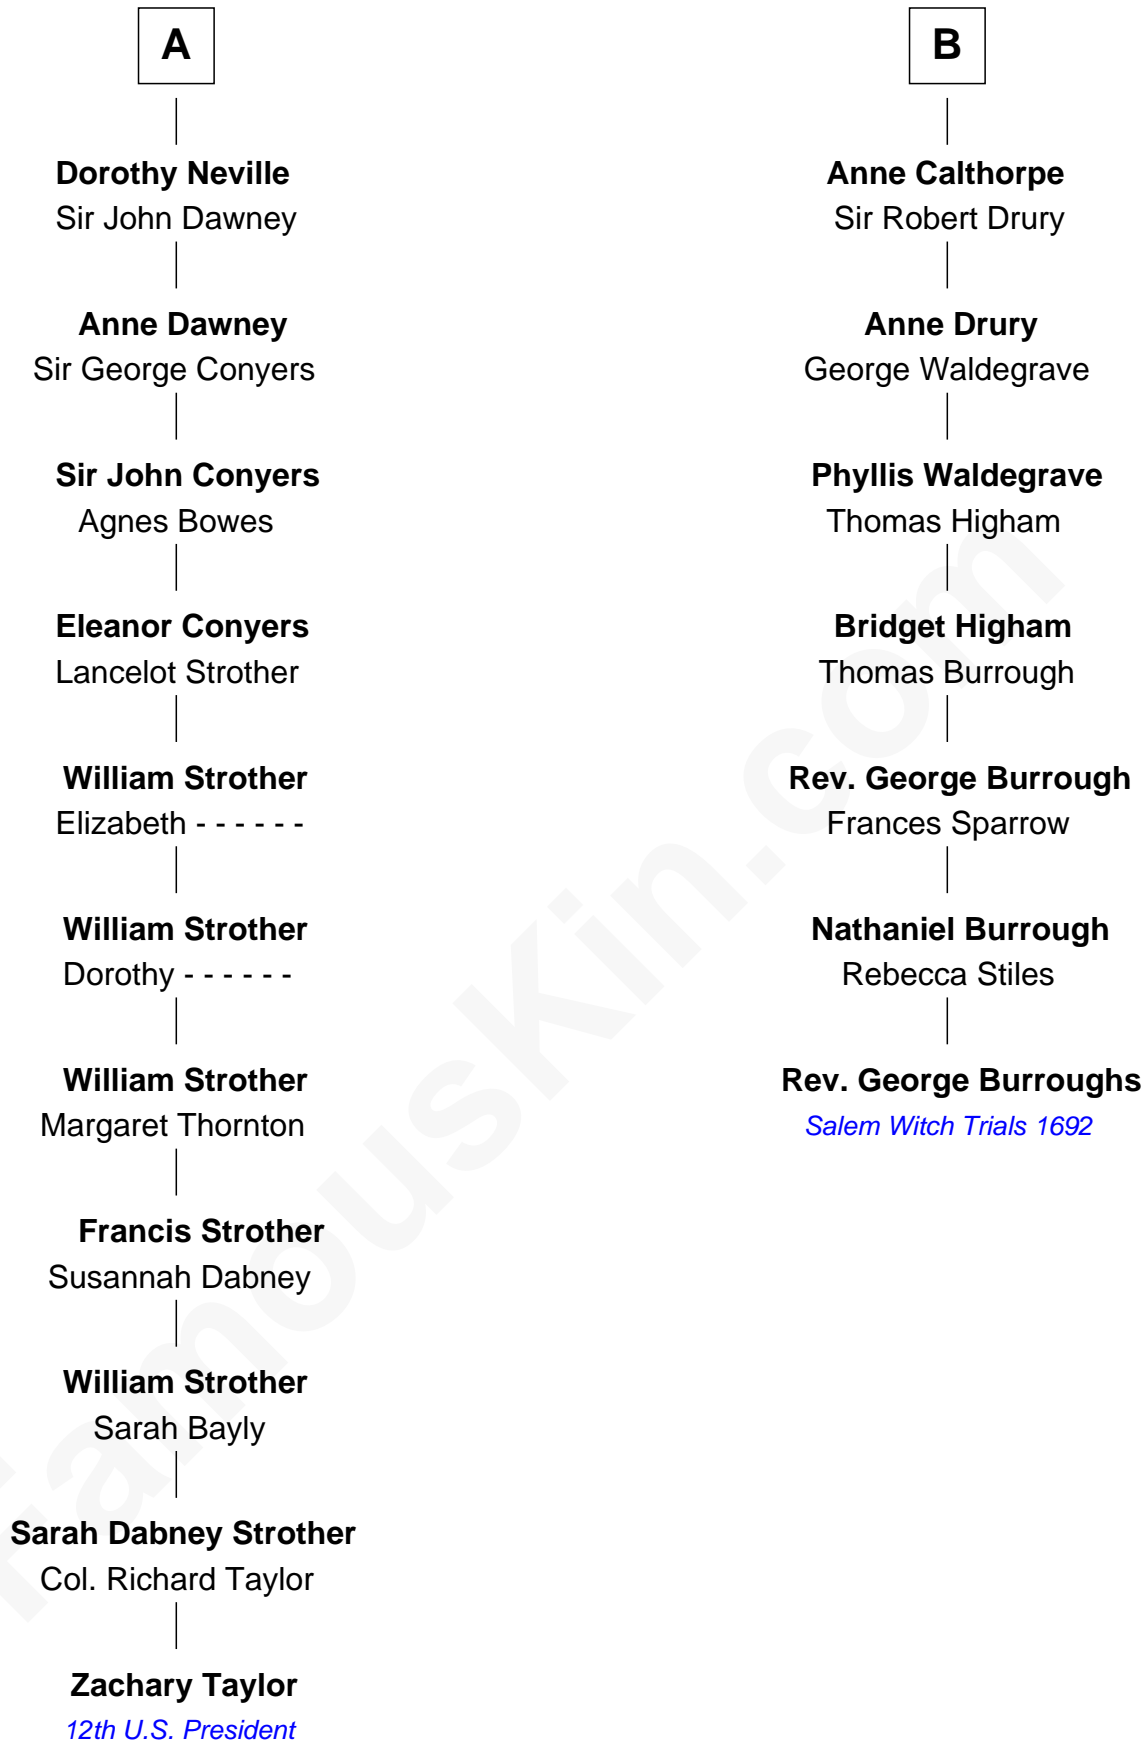 A
Dorothy Neville
Sir John Dawney
Anne Dawney
Sir George Conyers
Sir John Conyers
Agnes Bowes
Eleanor Conyers
Lancelot Strother
William Strother
Elizabeth - - - - - -
William Strother
Dorothy - - - - - -
William Strother
Margaret Thornton
Francis Strother
Susannah Dabney
William Strother
Sarah Bayly
Sarah Dabney Strother
Col. Richard Taylor
Zachary Taylor
12th U.S. President
B
Anne Calthorpe
Sir Robert Drury
Anne Drury
George Waldegrave
Phyllis Waldegrave
Thomas Higham
Bridget Higham
Thomas Burrough
Rev. George Burrough
Frances Sparrow
Nathaniel Burrough
Rebecca Stiles
Rev. George Burroughs
Salem Witch Trials 1692
FamousKin.com